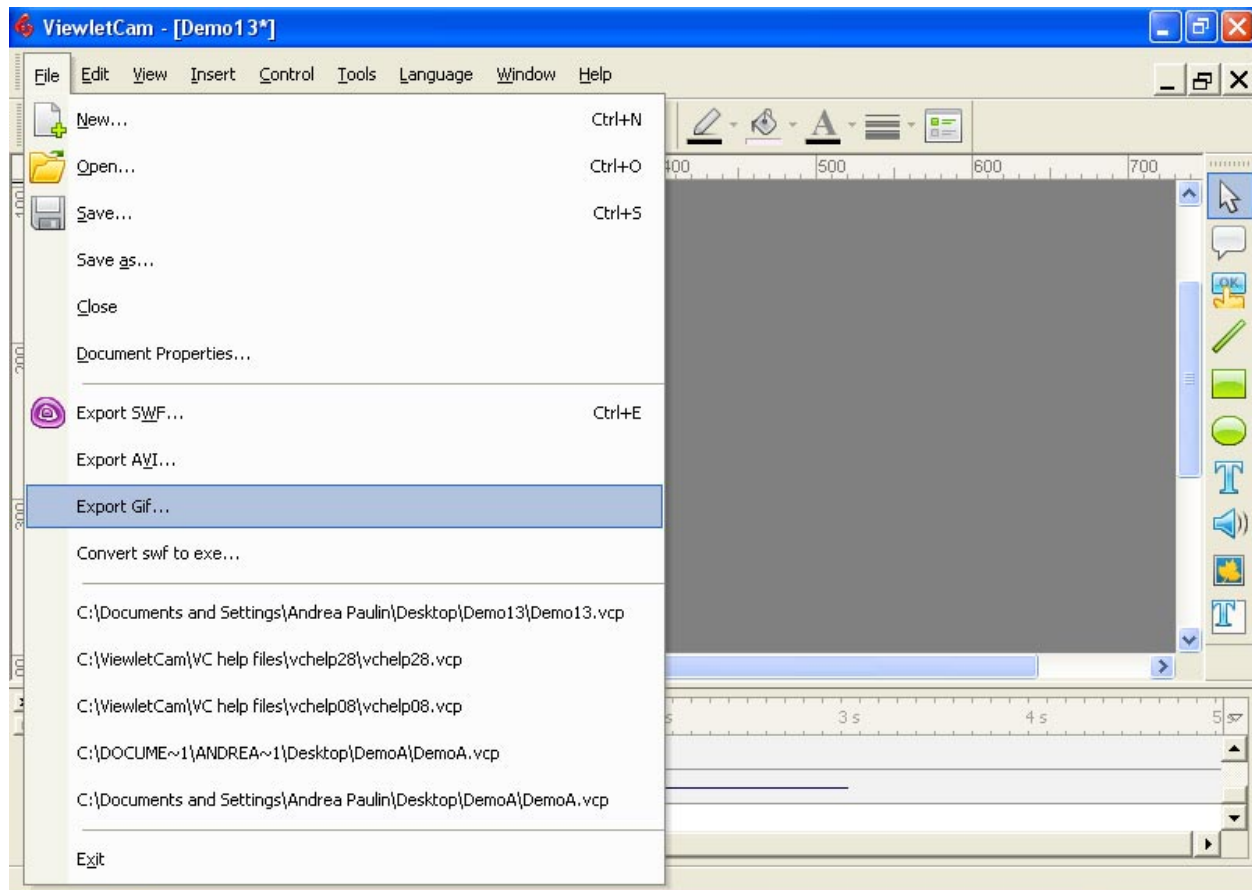 ViewletCam - [Demo13*]
File Edit View Insert Control Tools Language Window Help
New... Ctrl+N
Open... Ctrl+O
Save... Ctrl+S
Save as...
Close
Document Properties...
Export SWF... Ctrl+E
Export AVI...
Export Gif...
Convert swf to exe...
C:\Documents and Settings\Andrea Paulin\Desktop\Demo13\Demo13.vcp
C:\ViewletCam\VC help files\vchelp28\vchelp28.vcp
C:\ViewletCam\VC help files\vchelp08\vchelp08.vcp
C:\DOCUME~1\ANDREA~1\Desktop\DemoA\DemoA.vcp
C:\Documents and Settings\Andrea Paulin\Desktop\DemoA\DemoA.vcp
Exit
A
400 500 600 700
100
200
300
OK
T
T
3 s 4 s 5